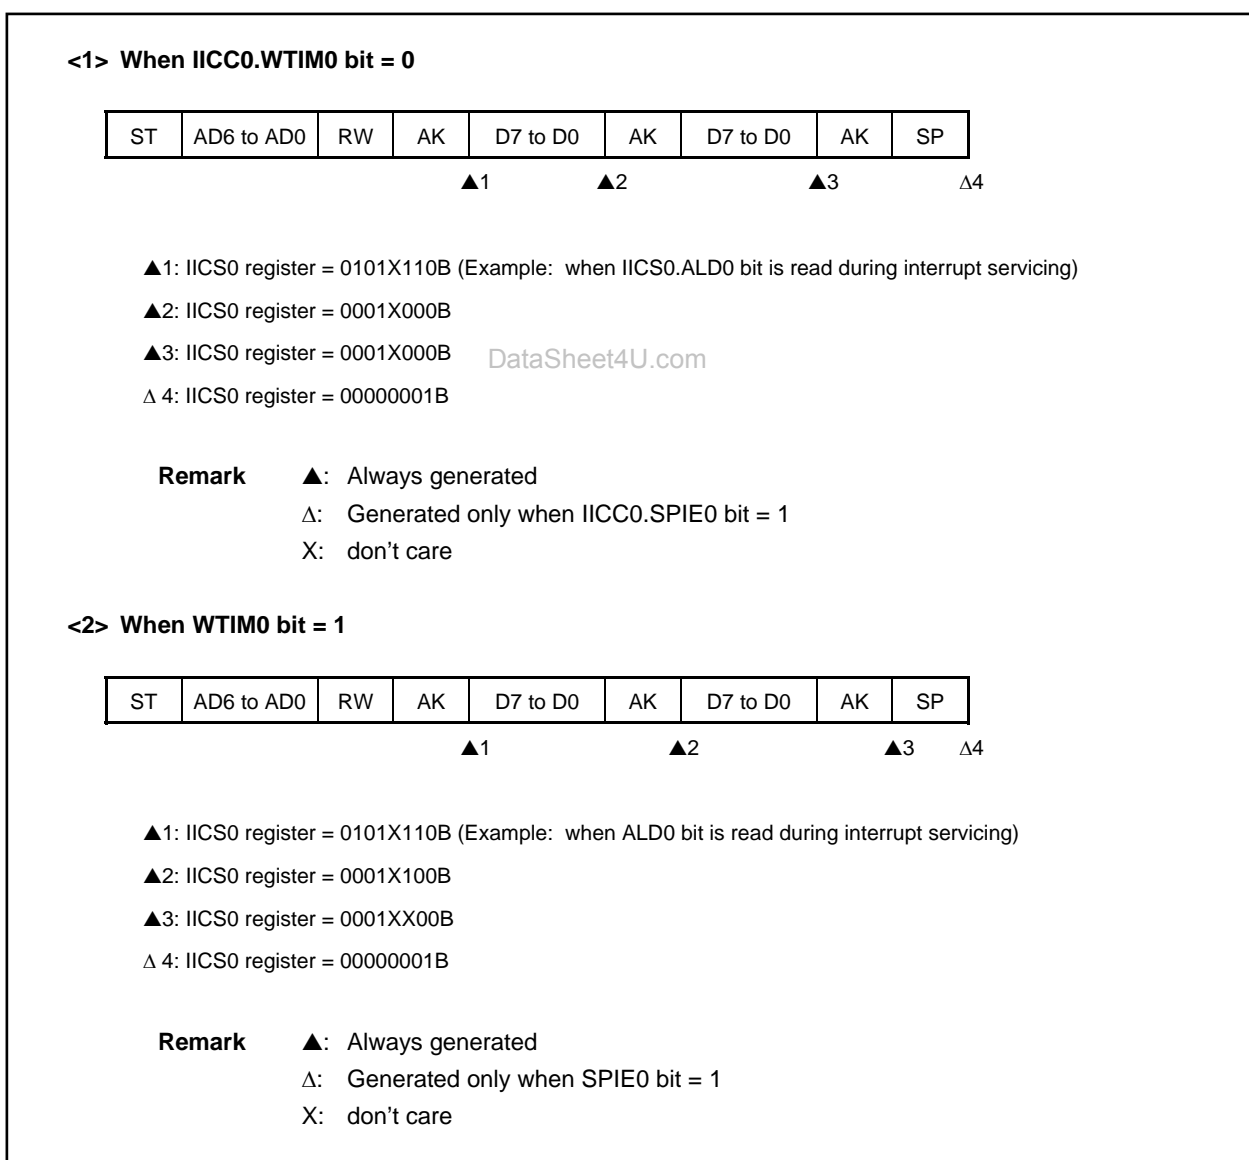 <1> When IICC0.WTIM0 bit = 0
ST AD6 to AD0 RW AK D7 to D0 AK D7 to D0 AK SP
▲1 ▲2 ▲3 Δ4
▲1: IICS0 register = 0101X110B (Example: when IICS0.ALD0 bit is read during interrupt servicing)
▲2: IICS0 register = 0001X000B
▲3: IICS0 register = 0001X000B
DataSheet4U.com
Δ 4: IICS0 register = 00000001B
Remark ▲: Always generated
Δ: Generated only when IICC0.SPIE0 bit = 1
X: don't care
<2> When WTIM0 bit = 1
ST AD6 to AD0 RW AK D7 to D0 AK D7 to D0 AK SP
▲1 ▲2 ▲3 Δ4
▲1: IICS0 register = 0101X110B (Example: when ALD0 bit is read during interrupt servicing)
▲2: IICS0 register = 0001X100B
▲3: IICS0 register = 0001XX00B
Δ 4: IICS0 register = 00000001B
Remark ▲: Always generated
Δ: Generated only when SPIE0 bit = 1
X: don't care